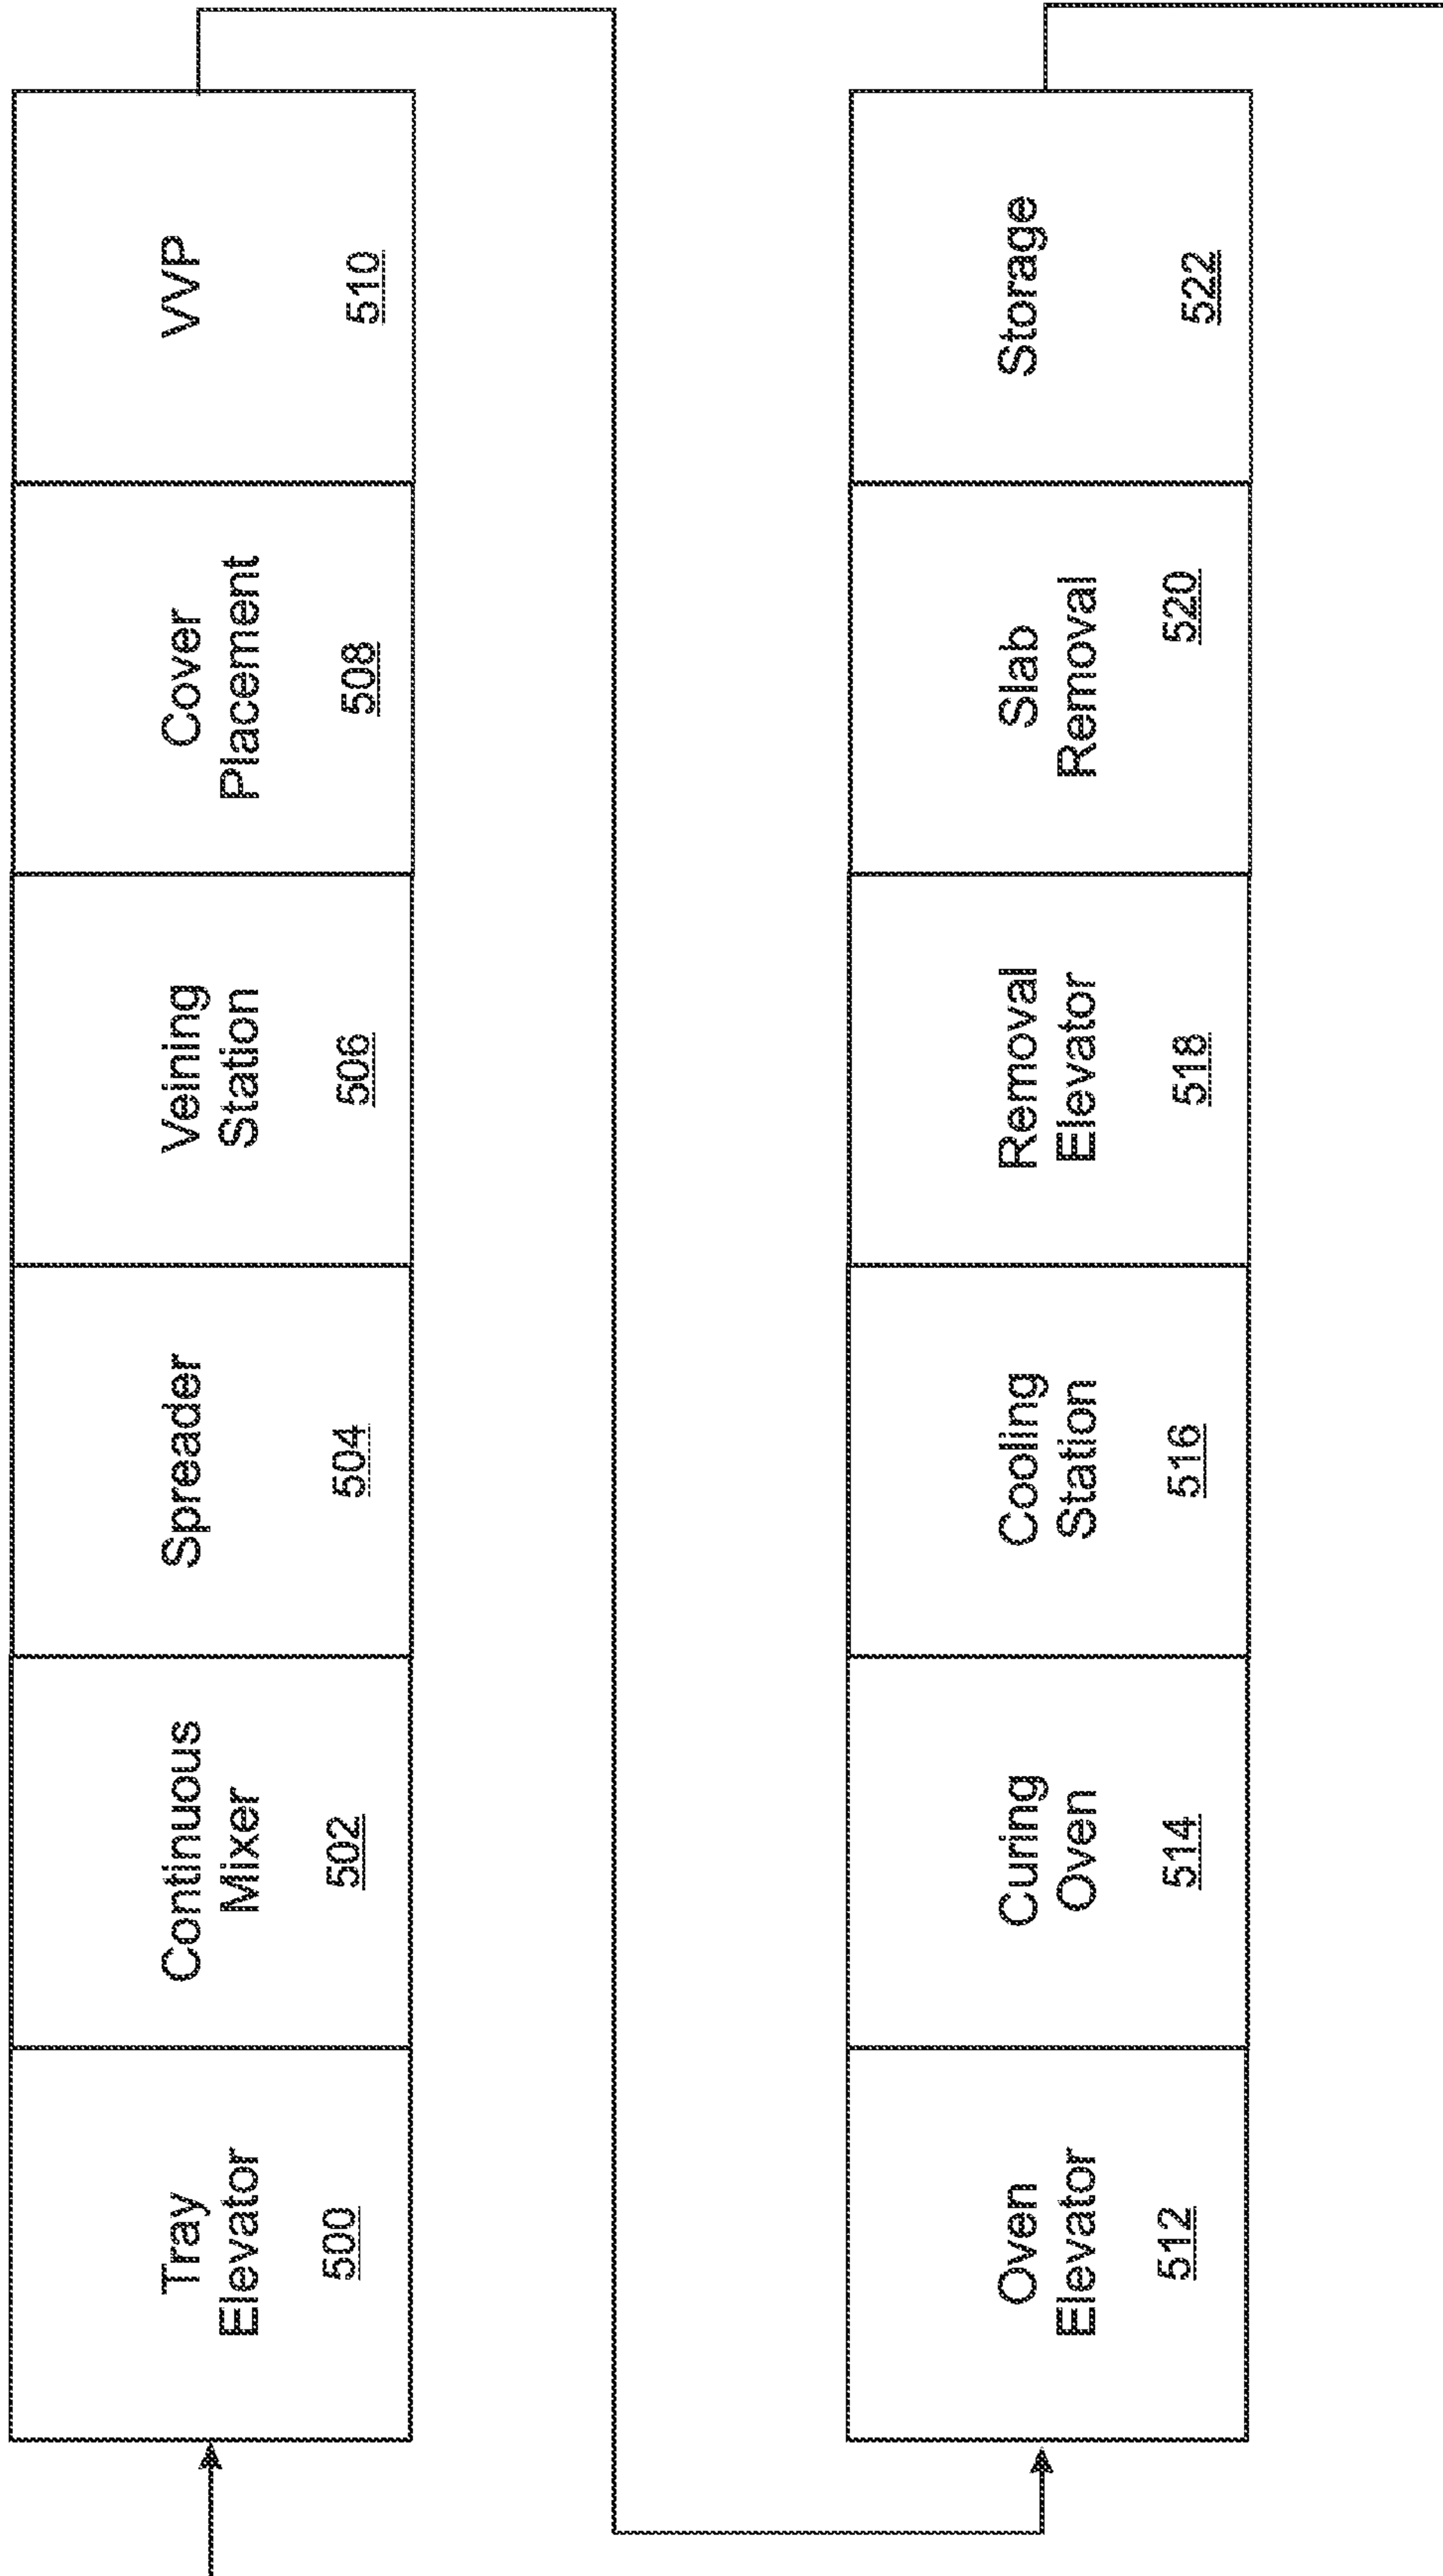 Tray
Elevator
500
Continuous
Mixer
502
Spreader
504
Veining
Station
506
Cover
Placement
508
VVP
510
Oven
Elevator
512
Curing
Oven
514
Cooling
Station
516
Removal
Elevator
518
Slab
Removal
520
Storage
522